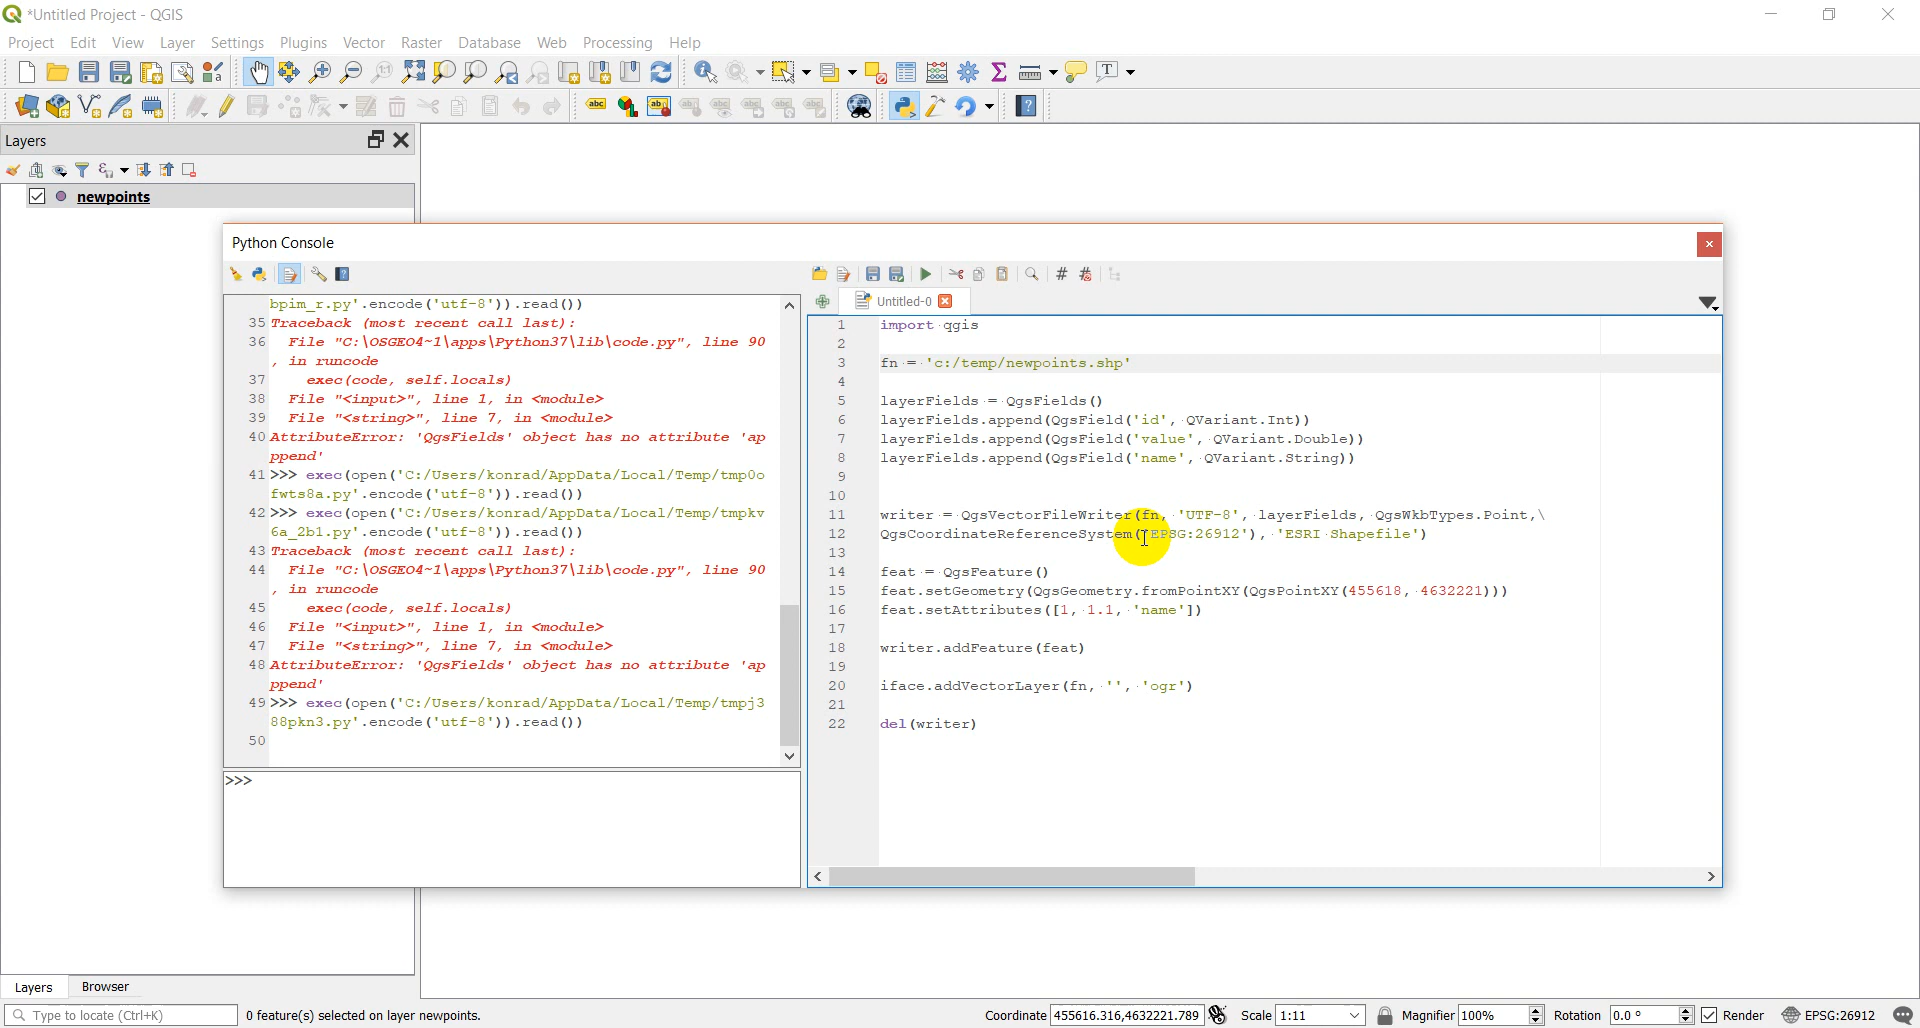 *Untitled Project - QGIS
Project Edit View Layer Settings Plugins Vector Raster Database Web Processing Help
Layers
newpoints
Python Console
Untitled-0
bpim_r.py'.encode('utf-8')).read())
35 Traceback (most recent call last):
36 File "C:\OSGEO4~1\apps\Python37\lib\code.py", line 90
, in runcode
37 exec(code, self.locals)
38 File "<input>", line 1, in <module>
39 File "<string>", line 7, in <module>
40 AttributeError: 'QgsFields' object has no attribute 'ap
ppend'
41 >>> exec(open('C:/Users/konrad/AppData/Local/Temp/tmp0o
fwts8a.py'.encode('utf-8')).read())
42 >>> exec(open('C:/Users/konrad/AppData/Local/Temp/tmpkv
6a_2b1.py'.encode('utf-8')).read())
43 Traceback (most recent call last):
44 File "C:\OSGEO4~1\apps\Python37\lib\code.py", line 90
, in runcode
45 exec(code, self.locals)
46 File "<input>", line 1, in <module>
47 File "<string>", line 7, in <module>
48 AttributeError: 'QgsFields' object has no attribute 'ap
ppend'
49 >>> exec(open('C:/Users/konrad/AppData/Local/Temp/tmpj3
88pkn3.py'.encode('utf-8')).read())
50
>>>
1 import qgis
2
3 fn = 'c:/temp/newpoints.shp'
4
5 layerFields = QgsFields()
6 layerFields.append(QgsField('id', QVariant.Int))
7 layerFields.append(QgsField('value', QVariant.Double))
8 layerFields.append(QgsField('name', QVariant.String))
9
10
11 writer = QgsVectorFileWriter(fn, 'UTF-8', layerFields, QgsWkbTypes.Point,\
12 QgsCoordinateReferenceSystem('EPSG:26912'), 'ESRI Shapefile')
13
14 feat = QgsFeature()
15 feat.setGeometry(QgsGeometry.fromPointXY(QgsPointXY(455618, 4632221)))
16 feat.setAttributes([1, 1.1, 'name'])
17
18 writer.addFeature(feat)
19
20 iface.addVectorLayer(fn, '', 'ogr')
21
22 del(writer)
Layers Browser
Type to locate (Ctrl+K) 0 feature(s) selected on layer newpoints. Coordinate 455616.316,4632221.789 Scale 1:11 Magnifier 100% Rotation 0.0 ° Render EPSG:26912